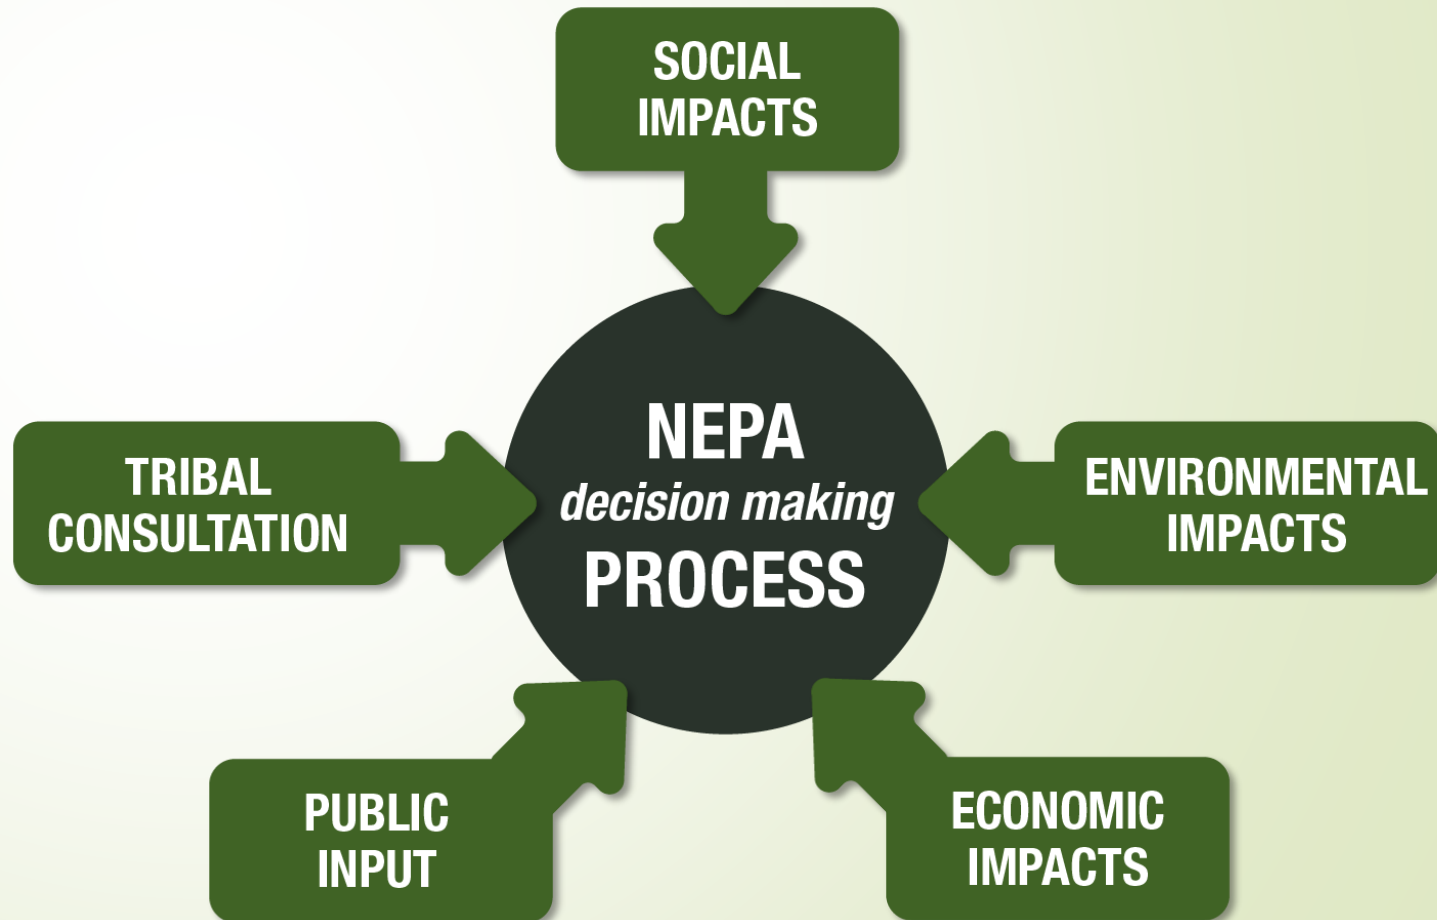 SOCIAL
IMPACTS
NEPA
decision making
PROCESS
TRIBAL
CONSULTATION
ENVIRONMENTAL
IMPACTS
PUBLIC
INPUT
ECONOMIC
IMPACTS